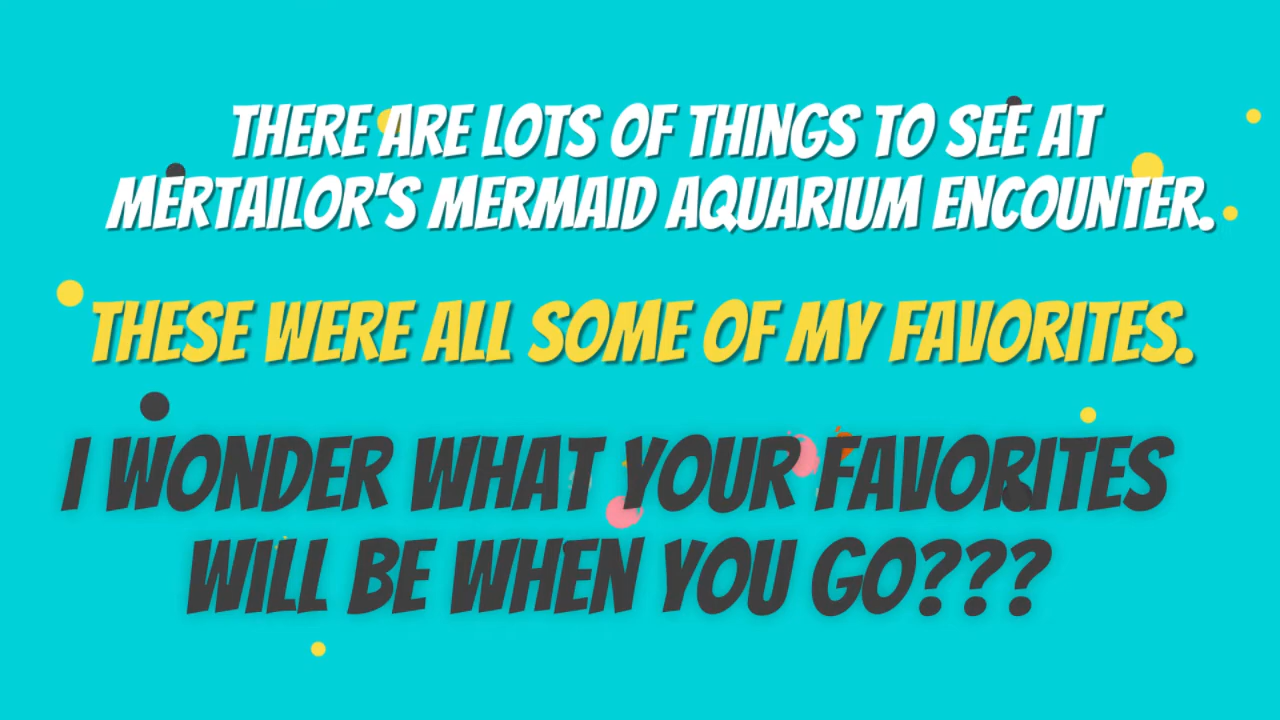 THERE ARE LOTS OF THINGS TO SEE AT
MERTAILOR'S MERMAID AQUARIUM ENCOUNTER.
THESE WERE ALL SOME OF MY FAVORITES.
I WONDER WHAT YOUR FAVORITES
WILL BE WHEN YOU GO???